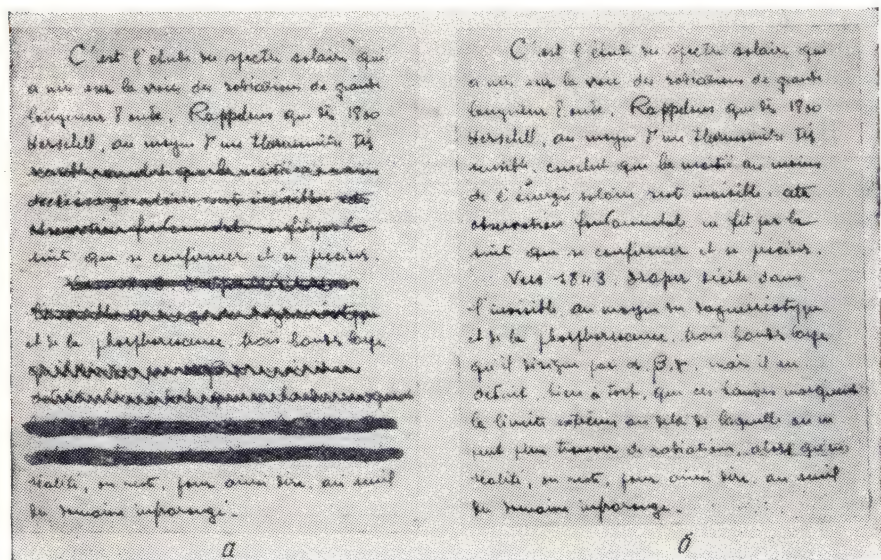 C'est l'étude du spectre solaire qui
a mis sur la voie des radiations de grande
longueur d'onde. Rappelons que dès 1800
Herschell, au moyen d'un thermomètre très
observation fondamentale ne fit par la
suite que se confirmer et se préciser.
et de la phosphorescence, trois bandes larges
réalité, on est, pour ainsi dire, au seuil
du domaine infrarouge.
а
C'est l'étude du spectre solaire qui
a mis sur la voie des radiations de grande
longueur d'onde. Rappelons que dès 1800
Herschell, au moyen d'un thermomètre très
sensible, conclut que la moitié au moins
de l'énergie solaire est invisible. cette
observation fondamentale ne fit par la
suite que se confirmer et se préciser.
Vers 1843. Draper décèle dans
l'invisible, au moyen du daguerréotype
et de la phosphorescence, trois bandes larges
qu'il désigne par α, β, γ, mais il en
déduit, bien à tort, que ces bandes marquent
la limite extrême au delà de laquelle on ne
peut plus trouver de radiations, alors qu'en
réalité, on est, pour ainsi dire, au seuil
du domaine infrarouge.
б